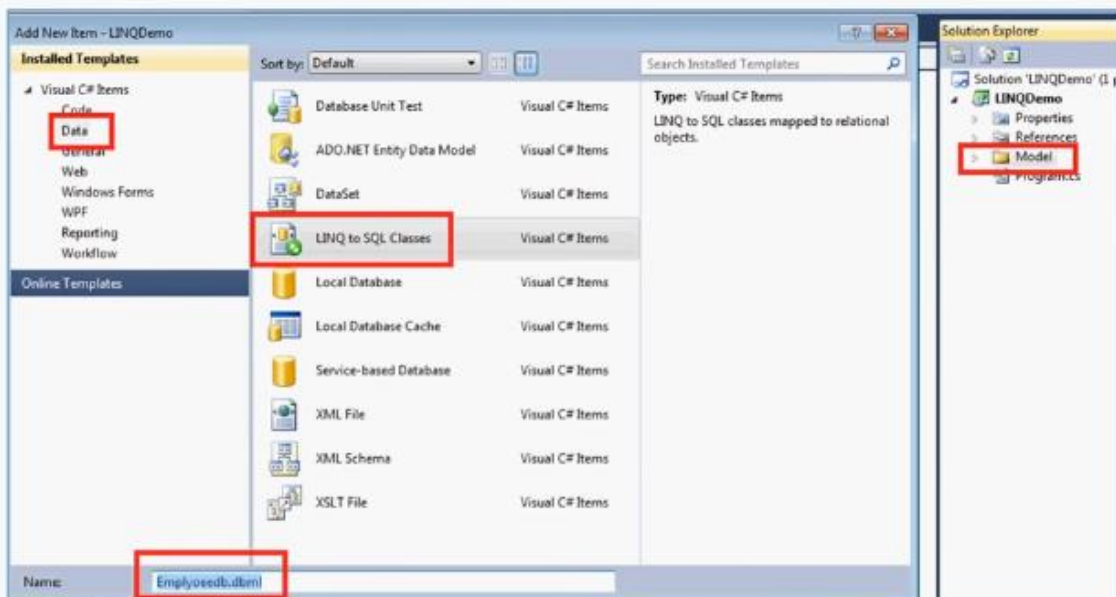 Add New Item - LINQDemo
Installed Templates
Visual C# Items
Code
Data
General
Web
Windows Forms
WPF
Reporting
Workflow
Online Templates
Sort by: Default
Search Installed Templates
Database Unit Test Visual C# Items
ADO.NET Entity Data Model Visual C# Items
DataSet Visual C# Items
LINQ to SQL Classes Visual C# Items
Local Database Visual C# Items
Local Database Cache Visual C# Items
Service-based Database Visual C# Items
XML File Visual C# Items
XML Schema Visual C# Items
XSLT File Visual C# Items
Type: Visual C# Items
LINQ to SQL classes mapped to relational
objects.
Name: Emplyoeedb.dbml
Solution Explorer
Solution 'LINQDemo' (1 p
LINQDemo
Properties
References
Model
Program.cs